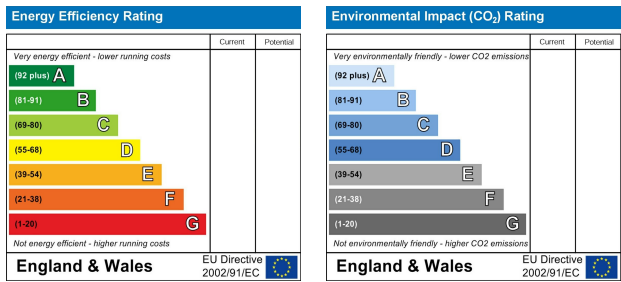 Energy Efficiency Rating
Current Potential
Very energy efficient - lower running costs
(92 plus) A
(81-91) B
(69-80) C
(55-68) D
(39-54) E
(21-38) F
(1-20) G
Not energy efficient - higher running costs
England & Wales
EU Directive
2002/91/EC
Environmental Impact (CO₂) Rating
Current Potential
Very environmentally friendly - lower CO2 emissions
(92 plus) A
(81-91) B
(69-80) C
(55-68) D
(39-54) E
(21-38) F
(1-20) G
Not environmentally friendly - higher CO2 emissions
England & Wales
EU Directive
2002/91/EC